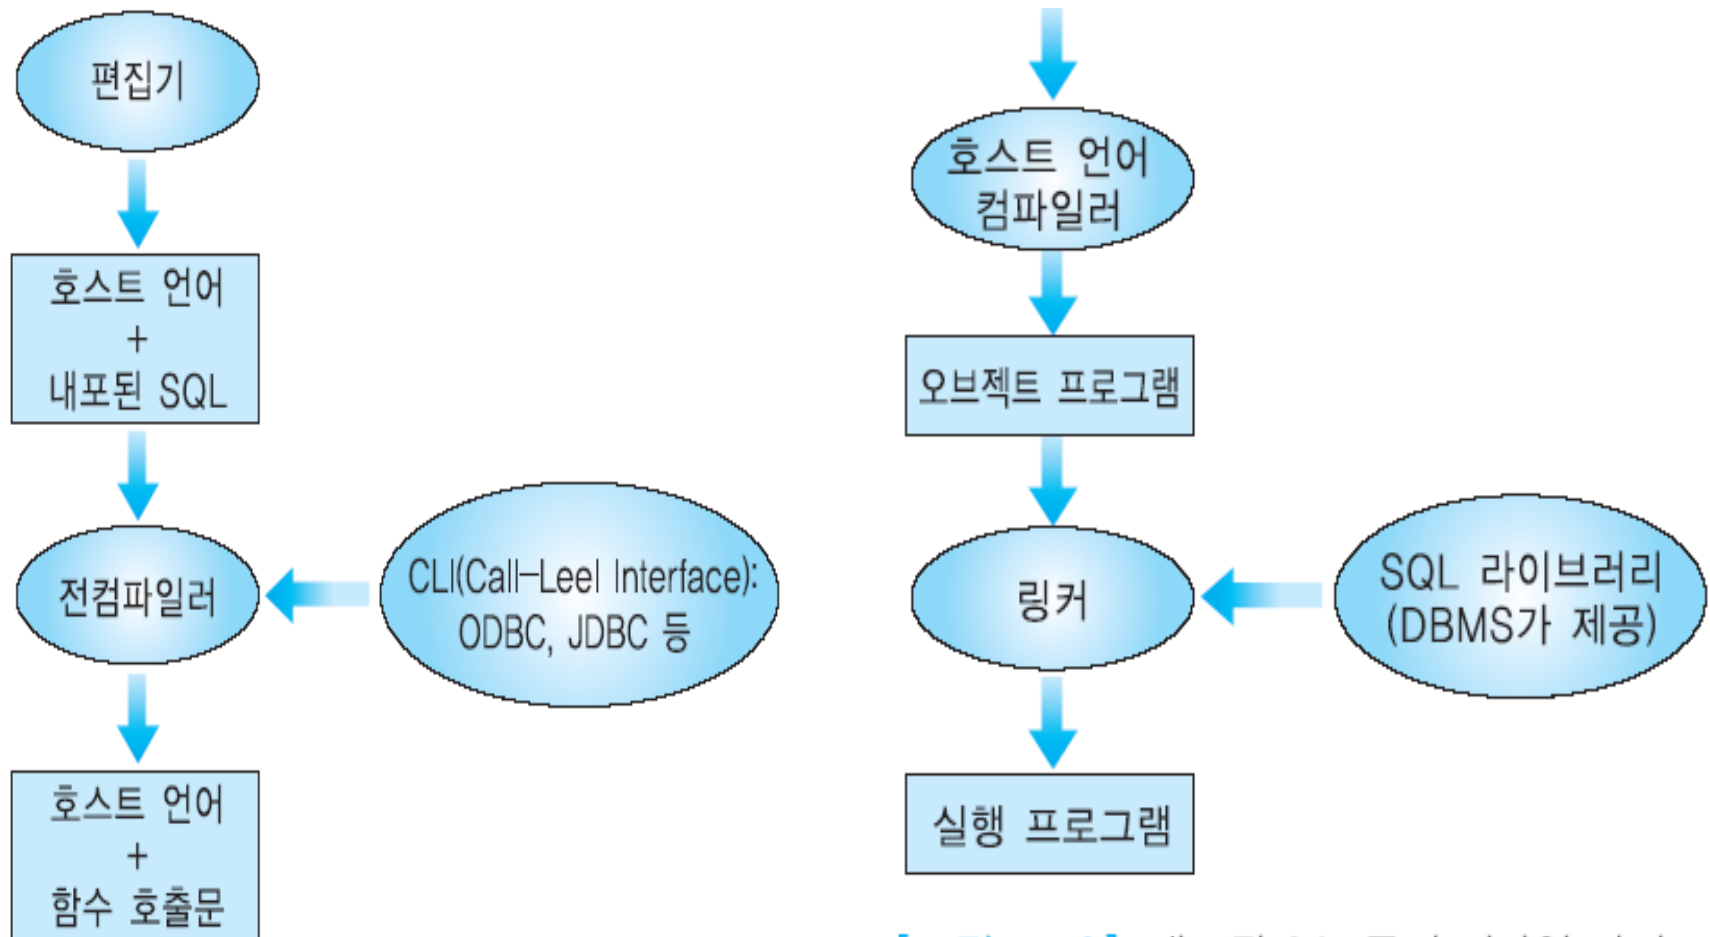 편집기
호스트 언어
+
내포된 SQL
전컴파일러
CLI(Call-Leel Interface):
ODBC, JDBC 등
호스트 언어
+
함수 호출문
호스트 언어
컴파일러
오브젝트 프로그램
링커
SQL 라이브러리
(DBMS가 제공)
실행 프로그램